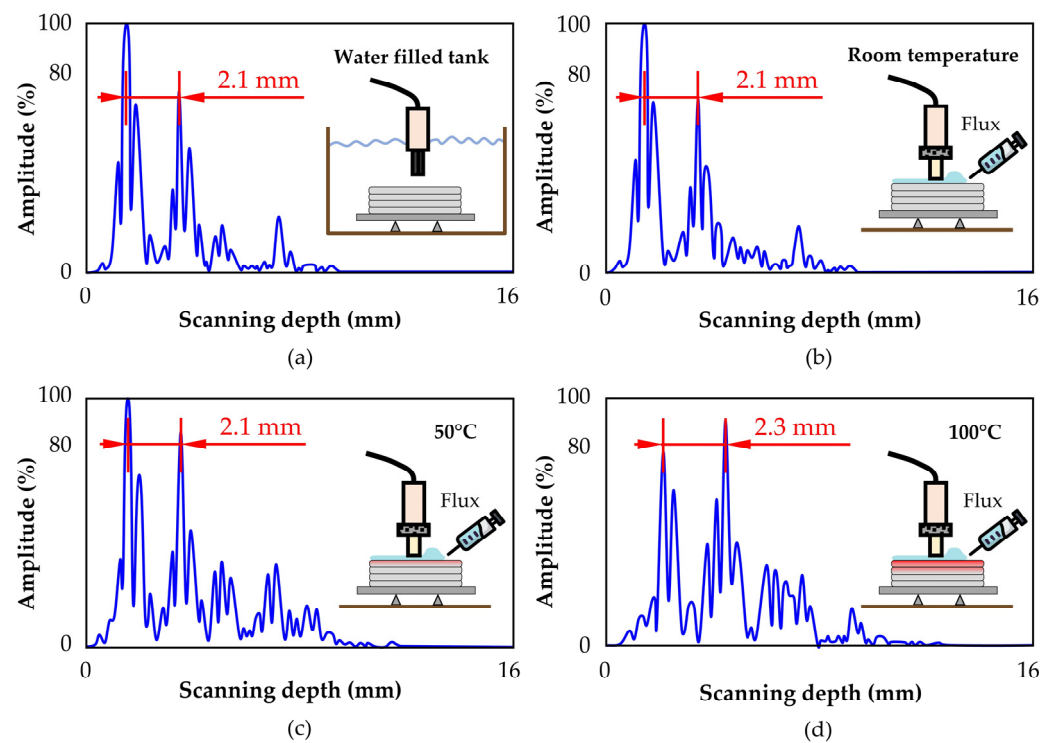 100
80
0
Amplitude (%)
2.1 mm
Water filled tank
0
16
Scanning depth (mm)
(a)
100
80
0
Amplitude (%)
2.1 mm
Room temperature
Flux
0
16
Scanning depth (mm)
(b)
100
80
0
Amplitude (%)
2.1 mm
50°C
Flux
0
16
Scanning depth (mm)
(c)
100
80
0
Amplitude (%)
2.3 mm
100°C
Flux
0
16
Scanning depth (mm)
(d)